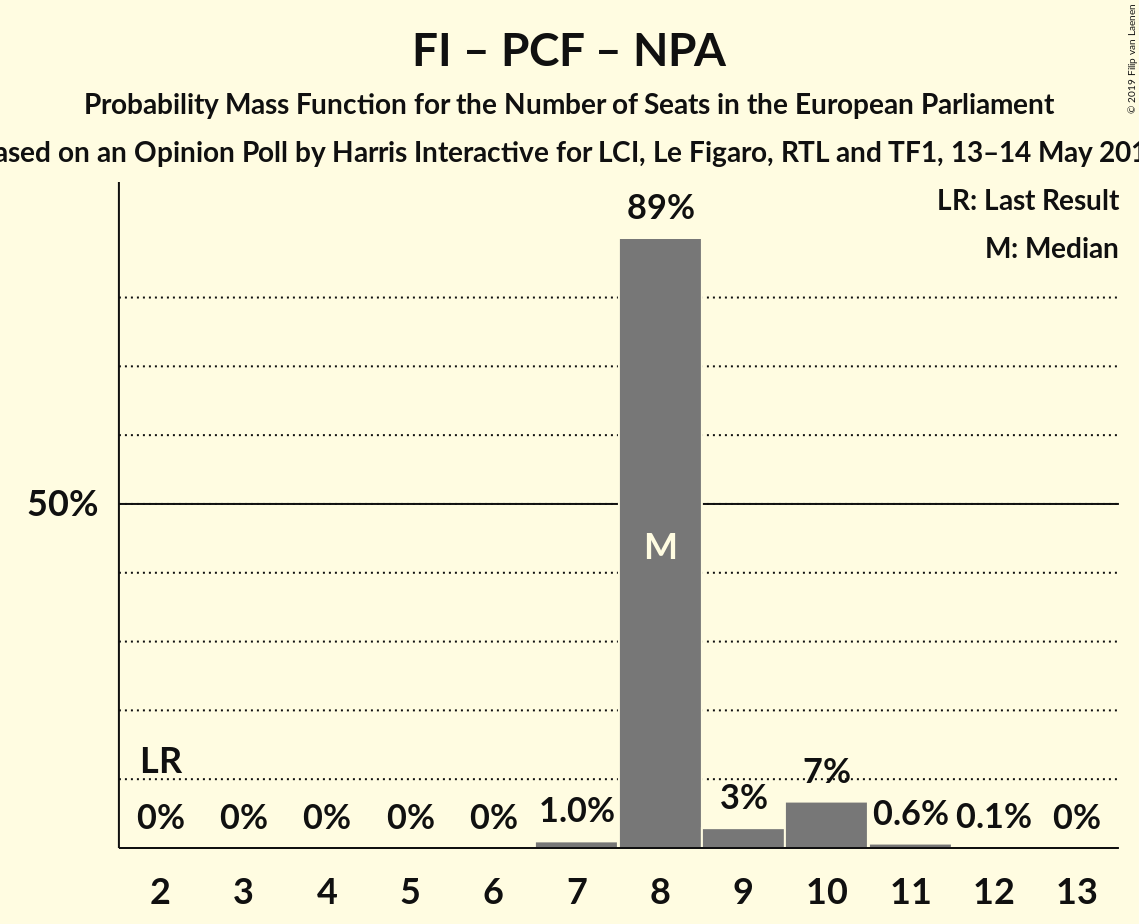 FI – PCF – NPA
Probability Mass Function for the Number of Seats in the European Parliament
ased on an Opinion Poll by Harris Interactive for LCI, Le Figaro, RTL and TF1, 13–14 May 201
© 2019 Filip van Laenen
LR: Last Result
M: Median
89%
50%
M
LR
0% 0% 0% 0% 0% 1.0% 3% 7% 0.6% 0.1% 0%
2 3 4 5 6 7 8 9 10 11 12 13